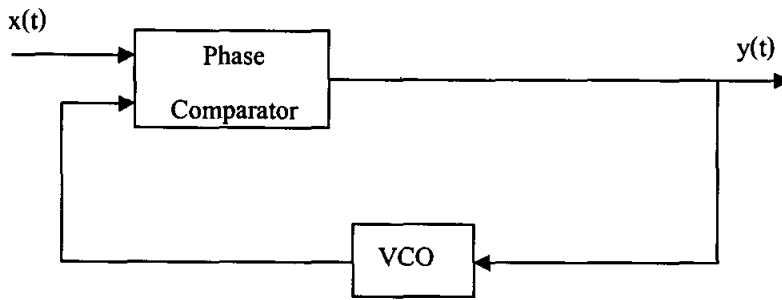 x(t)
Phase
y(t)
Comparator
VCO